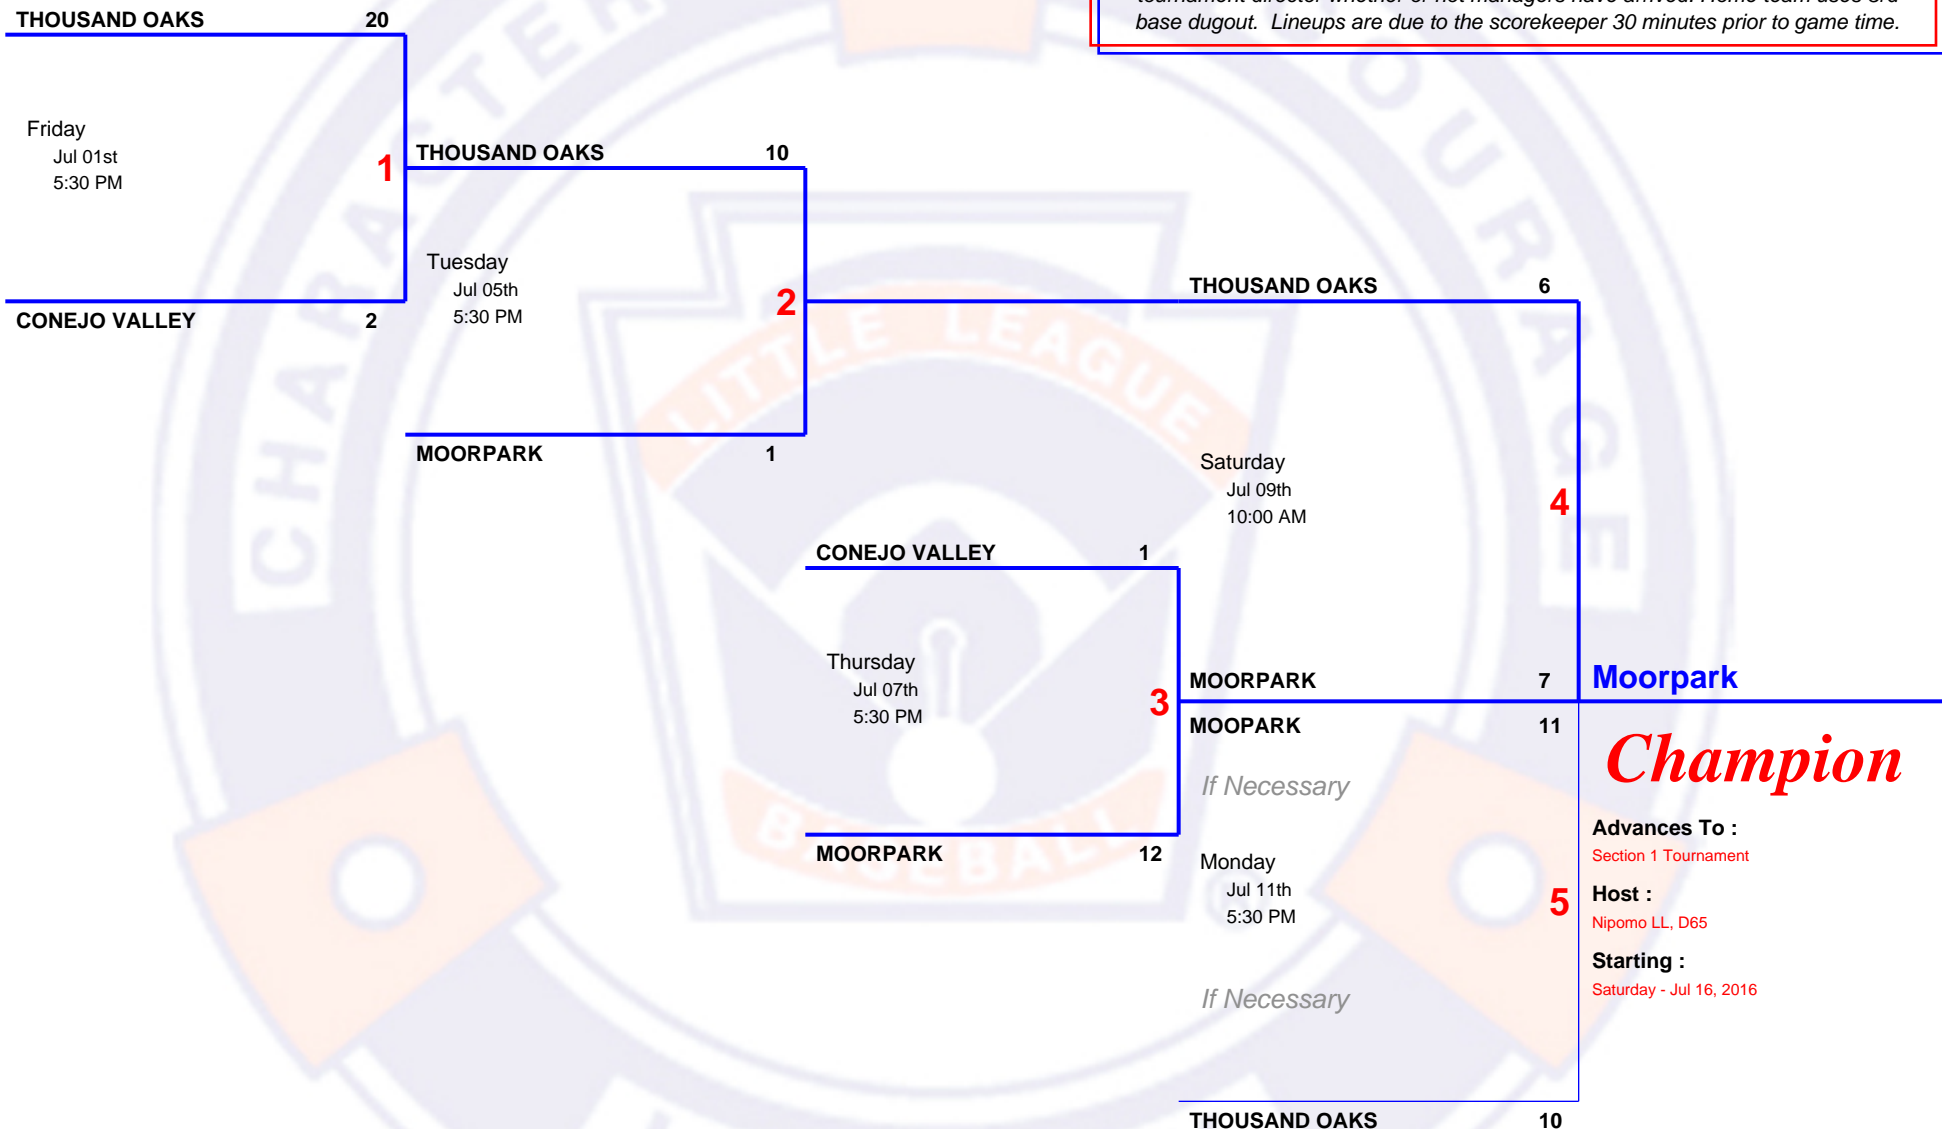 base dugout.  Lineups are due to the scorekeeper 30 minutes prior to game time.
THOUSAND OAKS 20
Friday
Jul 01st
5:30 PM
1
CONEJO VALLEY 2
THOUSAND OAKS 10
Tuesday
Jul 05th
5:30 PM
2
MOORPARK 1
THOUSAND OAKS 6
Saturday
Jul 09th
10:00 AM
4
CONEJO VALLEY 1
Thursday
Jul 07th
5:30 PM
3
MOORPARK 12
MOORPARK 7
MOOPARK 11
If Necessary
Monday
Jul 11th
5:30 PM
5
If Necessary
THOUSAND OAKS 10
Moorpark
Champion
Advances To :
Section 1 Tournament
Host :
Nipomo LL, D65
Starting :
Saturday - Jul 16, 2016
CHARACTER
COURAGE
LITTLE LEAGUE
BASEBALL
®